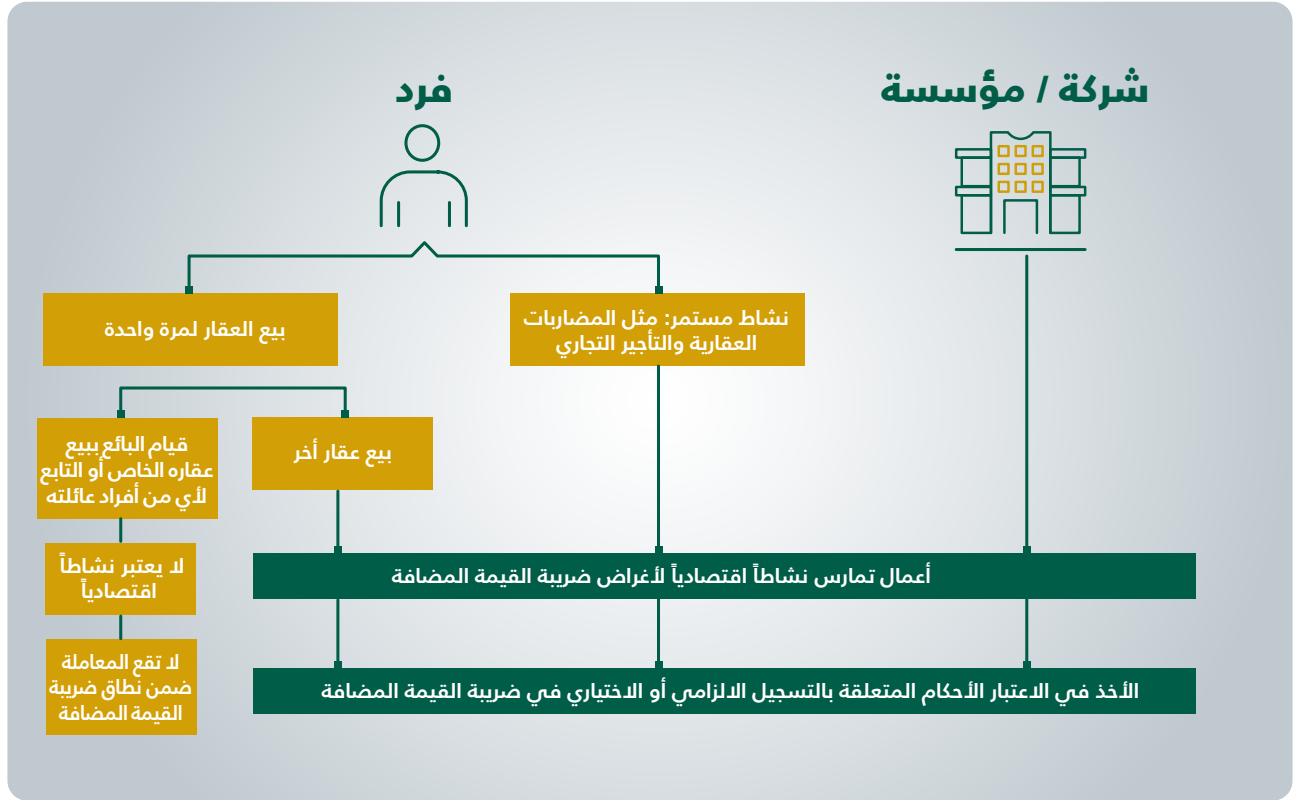 شركة / مؤسسة
فرد
نشاط مستمر: مثل المضاربات
العقارية والتأجير التجاري
بيع العقار لمرة واحدة
بيع عقار أخر
قيام البائع ببيع
عقاره الخاص أو التابع
لأي من أفراد عائلته
لا يعتبر نشاطاً
اقتصادياً
أعمال تمارس نشاطاً اقتصادياً لأغراض ضريبة القيمة المضافة
لا تقع المعاملة
ضمن نطاق ضريبة
القيمة المضافة
الأخذ في الاعتبار الأحكام المتعلقة بالتسجيل الالزامي أو الاختياري في ضريبة القيمة المضافة